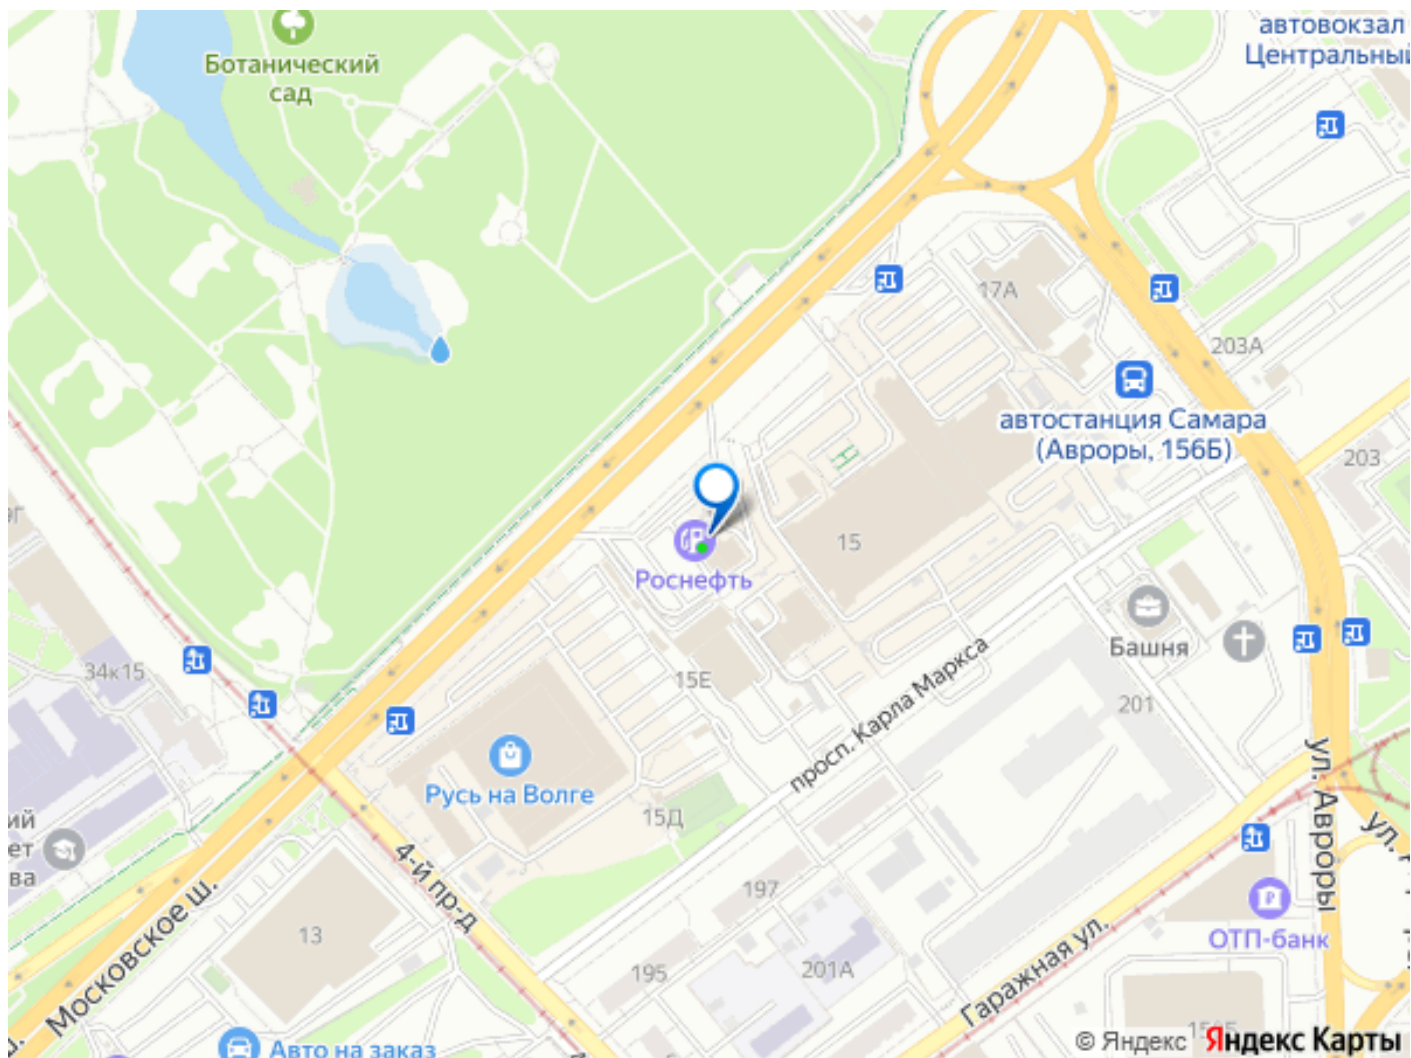 автовокзал
Центральный
Ботанический
сад
17А
203А
автостанция Самара
(Авроры, 156Б)
203
15
Роснефть
Башня
34к15
15Е
просп. Карла Маркса
201
Русь на Волге
15Д
ул. Авроры
4-й пр-д
197
13
Московское ш.
ОТП-банк
195
201А
Гаражная ул.
Авто на заказ
© Яндекс Яндекс Карты